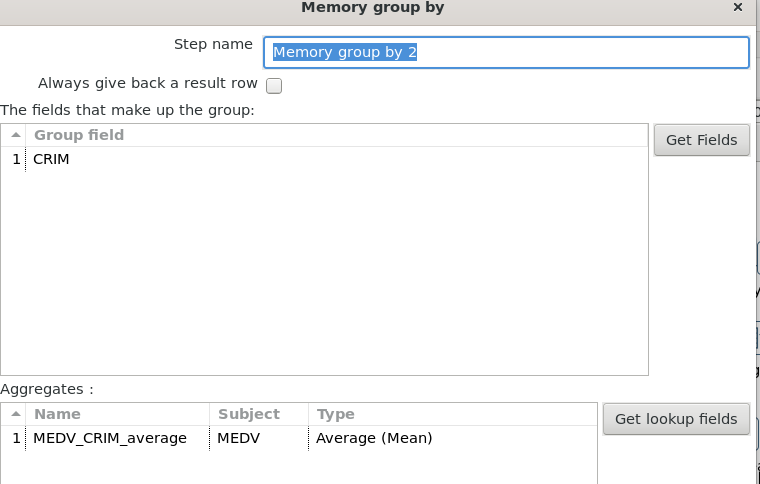 Memory group by ×
Step name Memory group by 2
Always give back a result row
The fields that make up the group:
Group field
1 CRIM
Get Fields
Aggregates :
Name Subject Type
1 MEDV_CRIM_average MEDV Average (Mean)
Get lookup fields